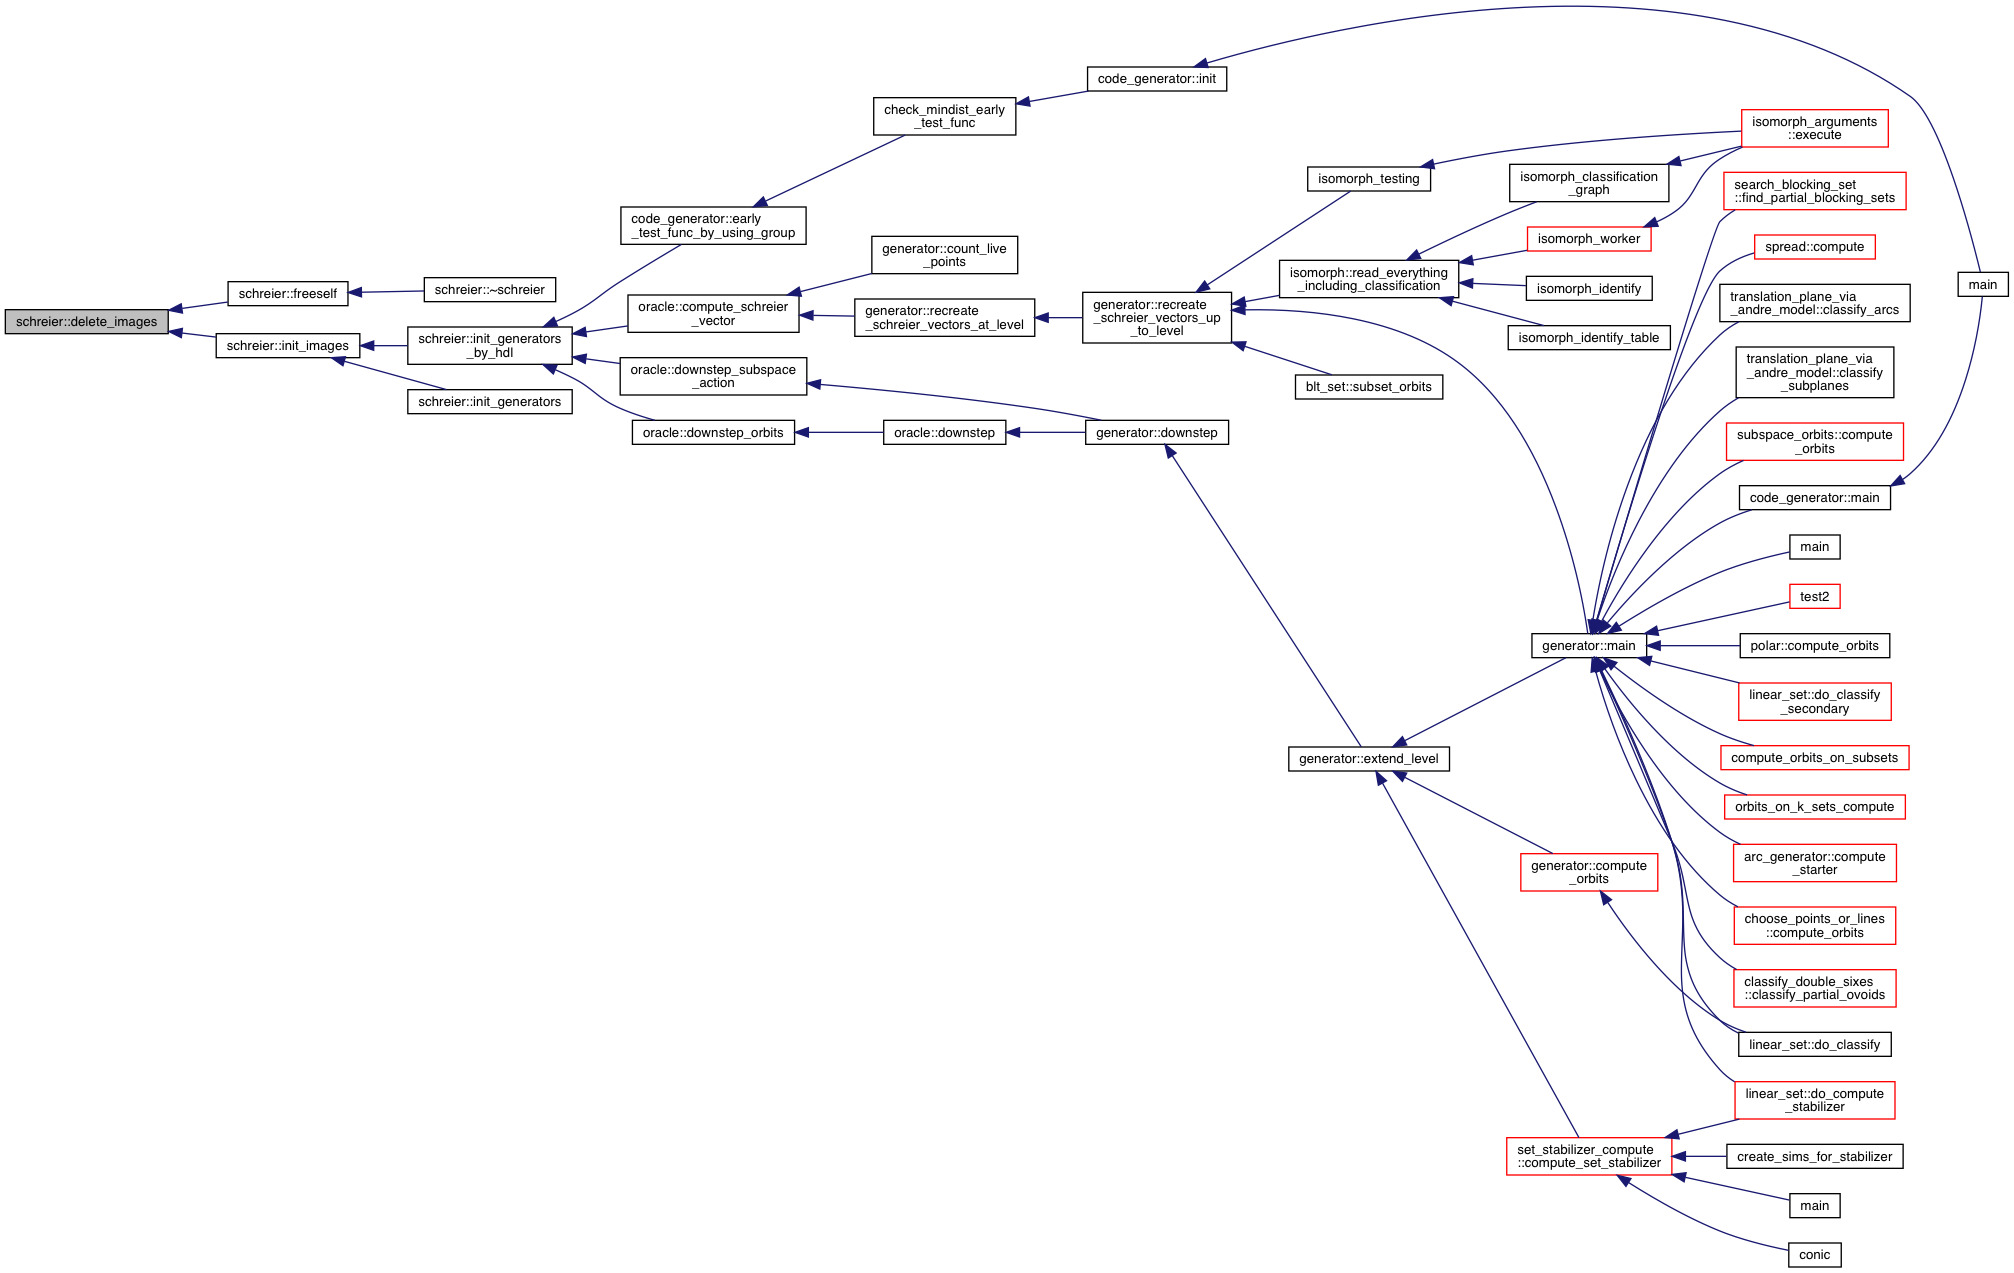 schreier::delete_images
schreier::freeself
schreier::init_images
schreier::~schreier
schreier::init_generators
_by_hdl
schreier::init_generators
code_generator::early
_test_func_by_using_group
oracle::compute_schreier
_vector
oracle::downstep_subspace
_action
oracle::downstep_orbits
check_mindist_early
_test_func
generator::count_live
_points
generator::recreate
_schreier_vectors_at_level
oracle::downstep
code_generator::init
generator::recreate
_schreier_vectors_up
_to_level
generator::downstep
isomorph_testing
isomorph::read_everything
_including_classification
blt_set::subset_orbits
generator::extend_level
isomorph_classification
_graph
isomorph_worker
isomorph_identify
isomorph_identify_table
generator::main
generator::compute
_orbits
set_stabilizer_compute
::compute_set_stabilizer
isomorph_arguments
::execute
search_blocking_set
::find_partial_blocking_sets
spread::compute
translation_plane_via
_andre_model::classify_arcs
translation_plane_via
_andre_model::classify
_subplanes
subspace_orbits::compute
_orbits
code_generator::main
main
test2
polar::compute_orbits
linear_set::do_classify
_secondary
compute_orbits_on_subsets
orbits_on_k_sets_compute
arc_generator::compute
_starter
choose_points_or_lines
::compute_orbits
classify_double_sixes
::classify_partial_ovoids
linear_set::do_classify
linear_set::do_compute
_stabilizer
create_sims_for_stabilizer
main
conic
main